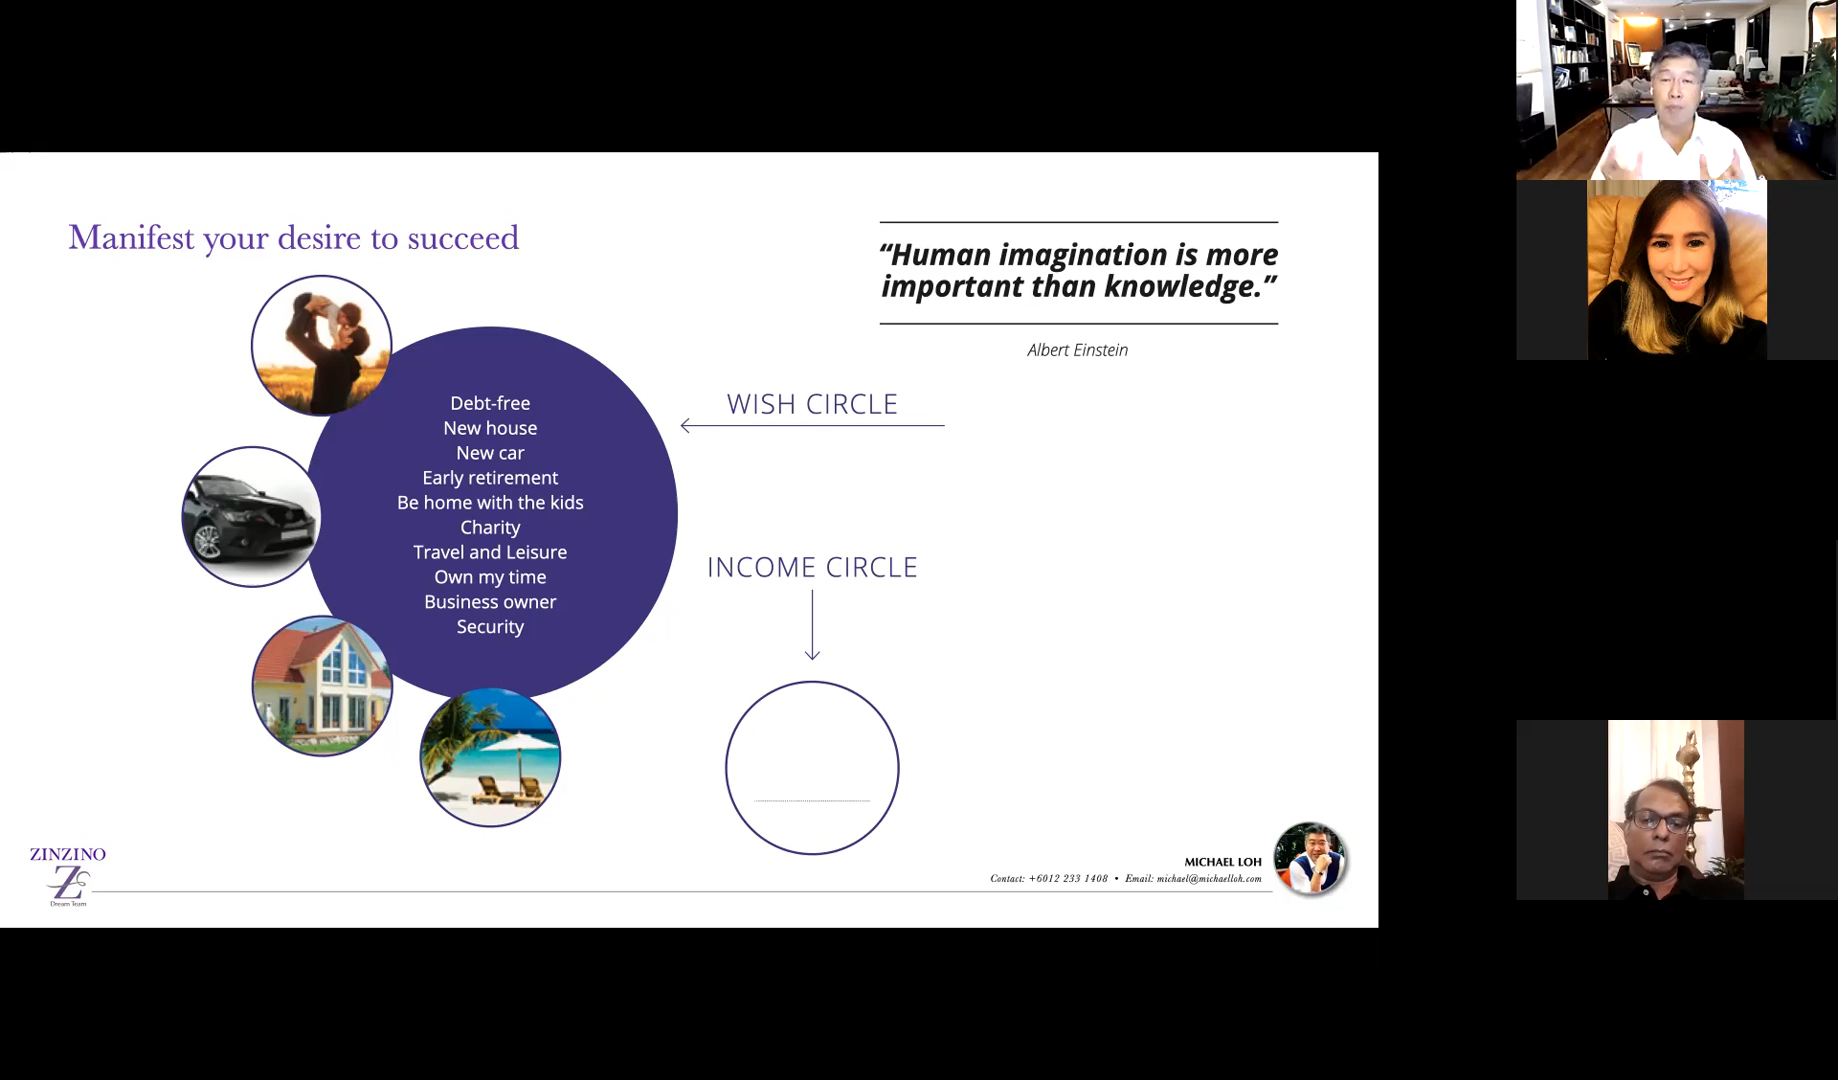 Manifest your desire to succeed
“Human imagination is more
important than knowledge.”
Albert Einstein
WISH CIRCLE
Debt-free
New house
New car
Early retirement
Be home with the kids
Charity
Travel and Leisure
Own my time
Business owner
Security
INCOME CIRCLE
ZINZINO
Dream Team
MICHAEL LOH
Contact: +6012 233 1408 • Email: michael@michaelloh.com